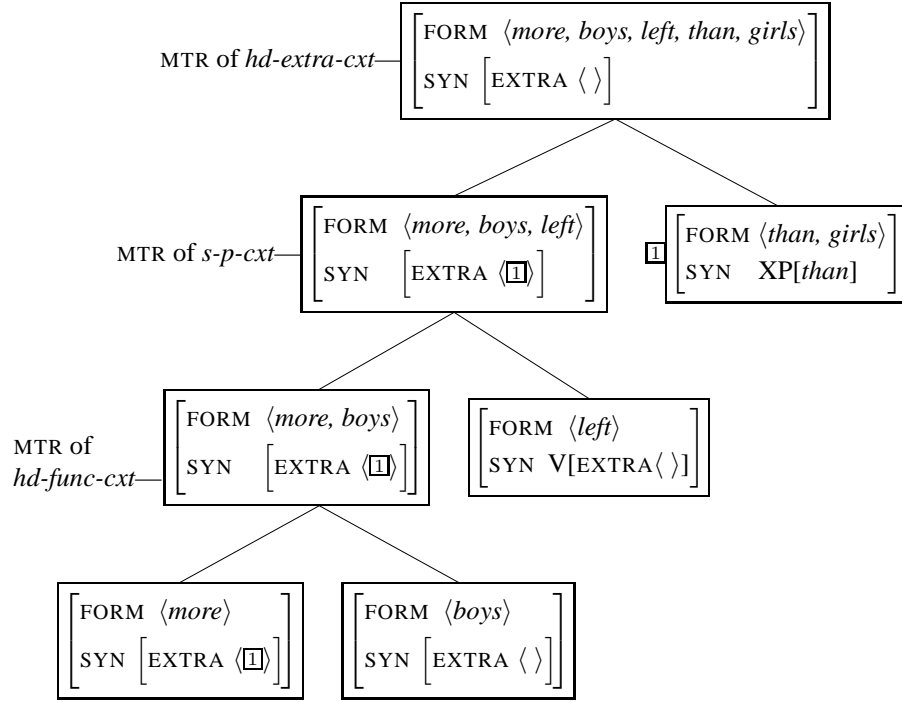 MTR of hd-extra-cxt
FORM ⟨more, boys, left, than, girls⟩
SYN [EXTRA ⟨ ⟩]
MTR of s-p-cxt
FORM ⟨more, boys, left⟩
SYN [EXTRA ⟨1⟩]
1
FORM ⟨than, girls⟩
SYN XP[than]
MTR of
hd-func-cxt
FORM ⟨more, boys⟩
SYN [EXTRA ⟨1⟩]
FORM ⟨left⟩
SYN V[EXTRA⟨ ⟩]
FORM ⟨more⟩
SYN [EXTRA ⟨1⟩]
FORM ⟨boys⟩
SYN [EXTRA ⟨ ⟩]